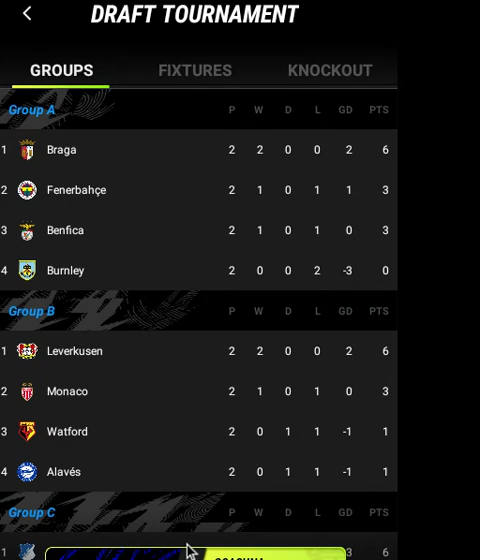 DRAFT TOURNAMENT
GROUPS FIXTURES KNOCKOUT
Group A P W D L GD PTS
1 Braga 2 2 0 0 2 6
2 Fenerbahçe 2 1 0 1 1 3
3 Benfica 2 1 0 1 0 3
4 Burnley 2 0 0 2 -3 0
Group B P W D L GD PTS
1 Leverkusen 2 2 0 0 2 6
2 Monaco 2 1 0 1 0 3
3 Watford 2 0 1 1 -1 1
4 Alavés 2 0 1 1 -1 1
Group C P W D L GD PTS
1 3 6